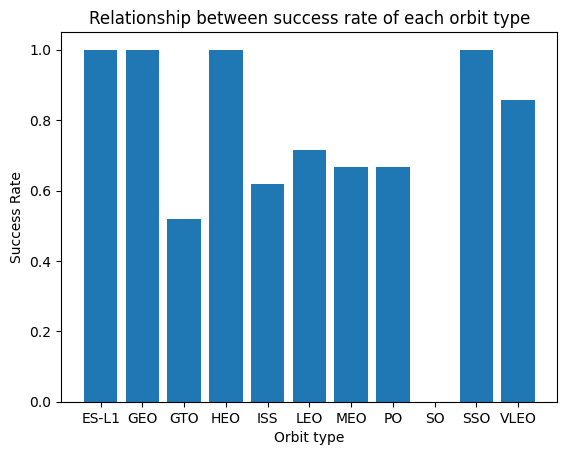 Relationship between success rate of each orbit type
Success Rate
1.0
0.8
0.6
0.4
0.2
0.0
ES-L1 GEO GTO HEO ISS LEO MEO PO SO SSO VLEO
Orbit type